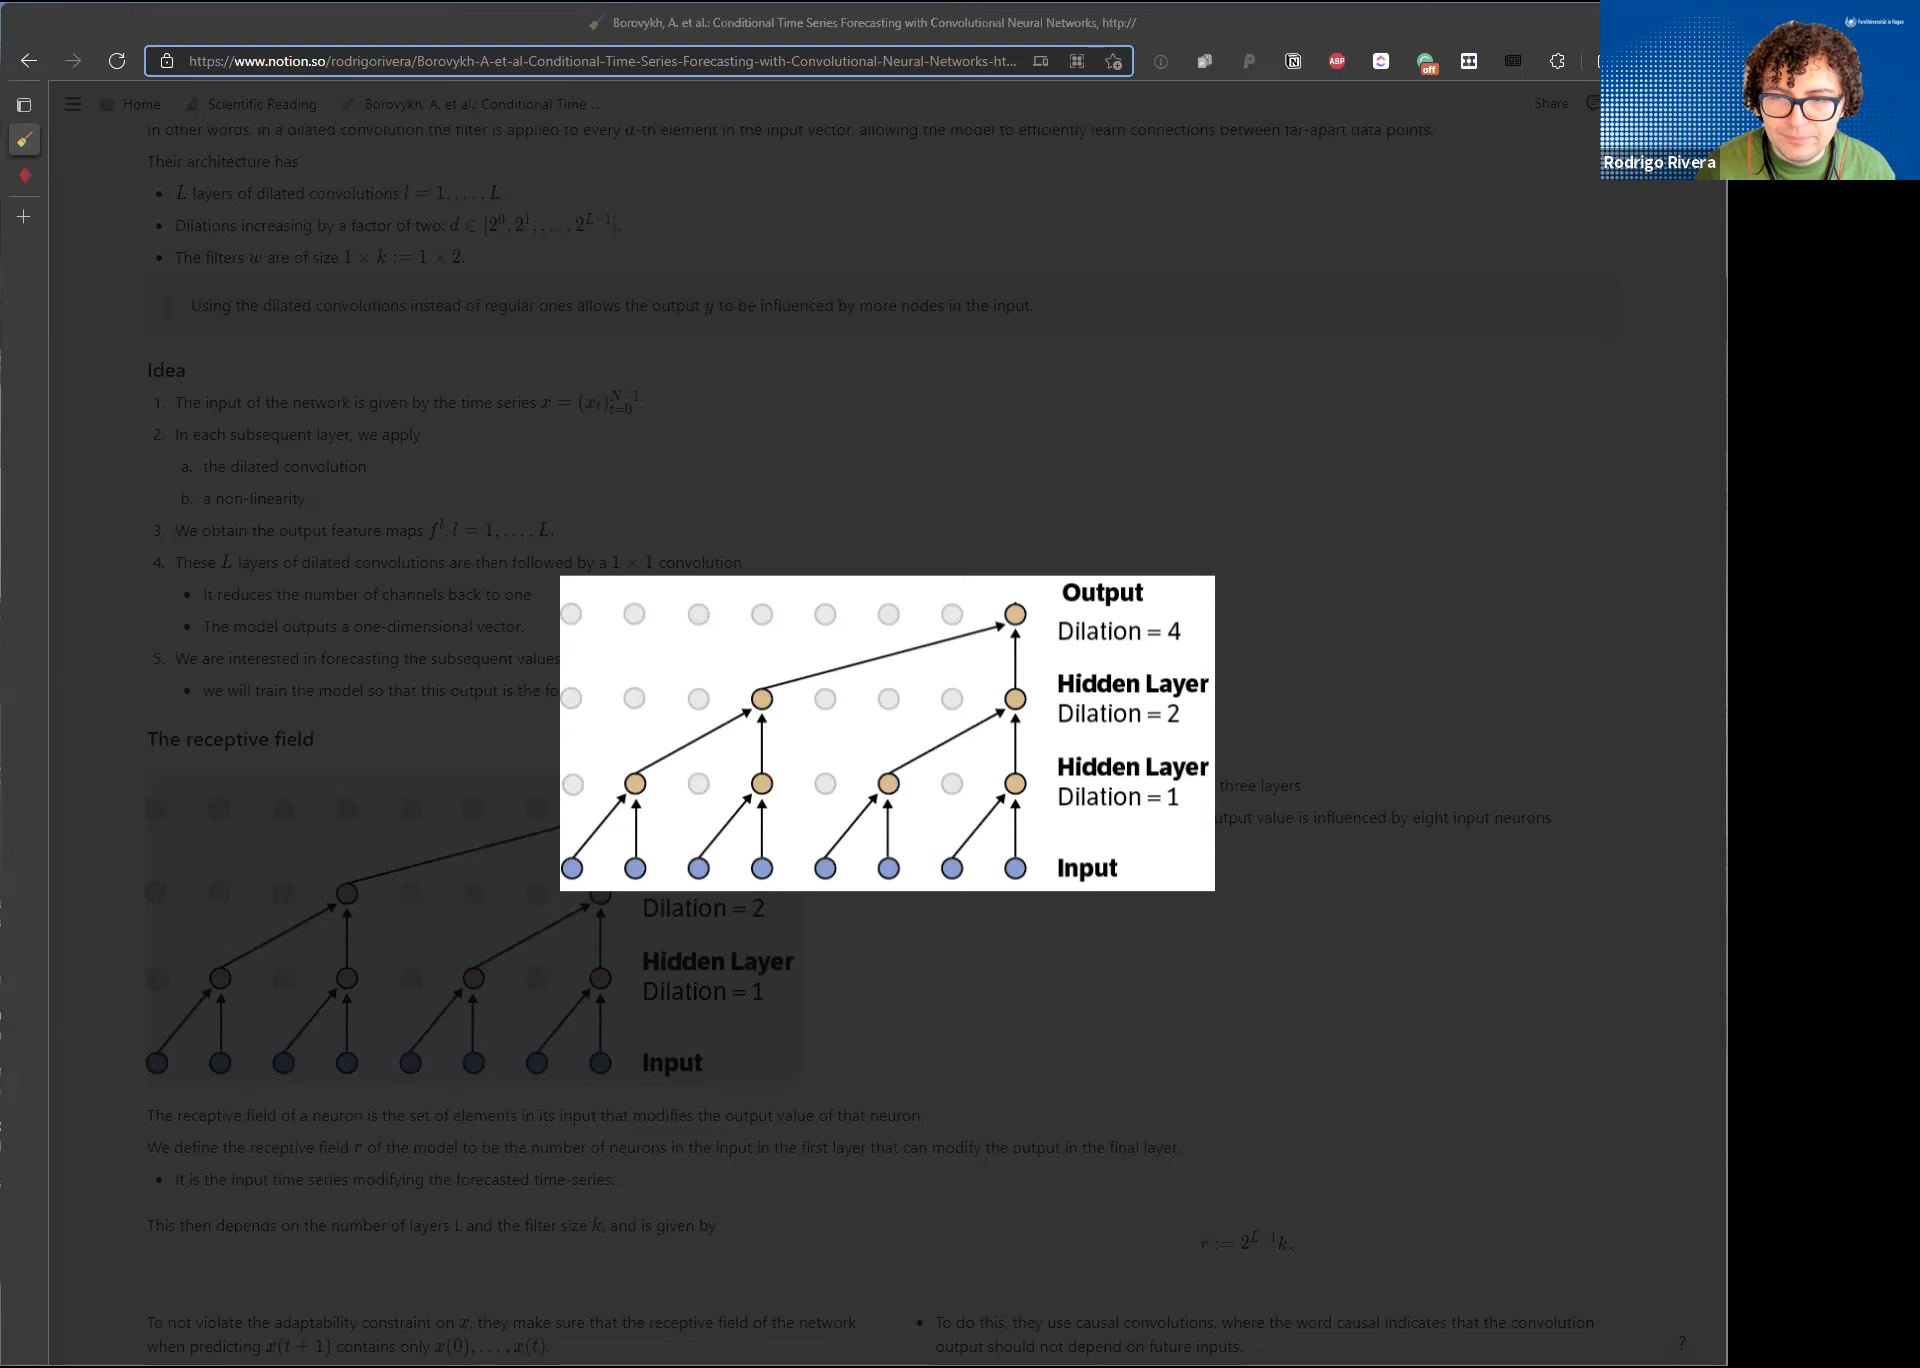 Borovykh, A. et al.: Conditional Time Series Forecasting with Convolutional Neural Networks, http://
https://www.notion.so/rodrigorivera/Borovykh-A-et-al-Conditional-Time-Series-Forecasting-with-Convolutional-Neural-Networks-ht...
ABP
off
FernUniversität in Hagen
Rodrigo Rivera
Home
Scientific Reading
Borovykh, A. et al.: Conditional Time ...
Share
In other words, in a dilated convolution the filter is applied to every d-th element in the input vector, allowing the model to efficiently learn connections between far-apart data points.
Their architecture has
• L layers of dilated convolutions l = 1, . . . , L
• Dilations increasing by a factor of two: d ∈ [2^0, 2^1, . . . , 2^{L−1}].
• The filters w are of size 1 × k := 1 × 2.
Using the dilated convolutions instead of regular ones allows the output y to be influenced by more nodes in the input.
Idea
1. The input of the network is given by the time series x = (x_t)_{t=0}^{N−1}.
2. In each subsequent layer, we apply
a. the dilated convolution
b. a non-linearity
3. We obtain the output feature maps f^l, l = 1, . . . , L.
4. These L layers of dilated convolutions are then followed by a 1 × 1 convolution
• It reduces the number of channels back to one
• The model outputs a one-dimensional vector.
5. We are interested in forecasting the subsequent values
• we will train the model so that this output is the fo
Output
Dilation = 4
Hidden Layer
Dilation = 2
Hidden Layer
Dilation = 1
Input
The receptive field
three layers
utput value is influenced by eight input neurons.
Dilation = 2
Hidden Layer
Dilation = 1
Input
The receptive field of a neuron is the set of elements in its input that modifies the output value of that neuron.
We define the receptive field r of the model to be the number of neurons in the input in the first layer that can modify the output in the final layer.
• It is the input time series modifying the forecasted time-series.
This then depends on the number of layers L and the filter size k, and is given by
r := 2^{L−1}k.
To not violate the adaptability constraint on x, they make sure that the receptive field of the network
when predicting x(t + 1) contains only x(0), . . . , x(t).
• To do this, they use causal convolutions, where the word causal indicates that the convolution
output should not depend on future inputs.
?